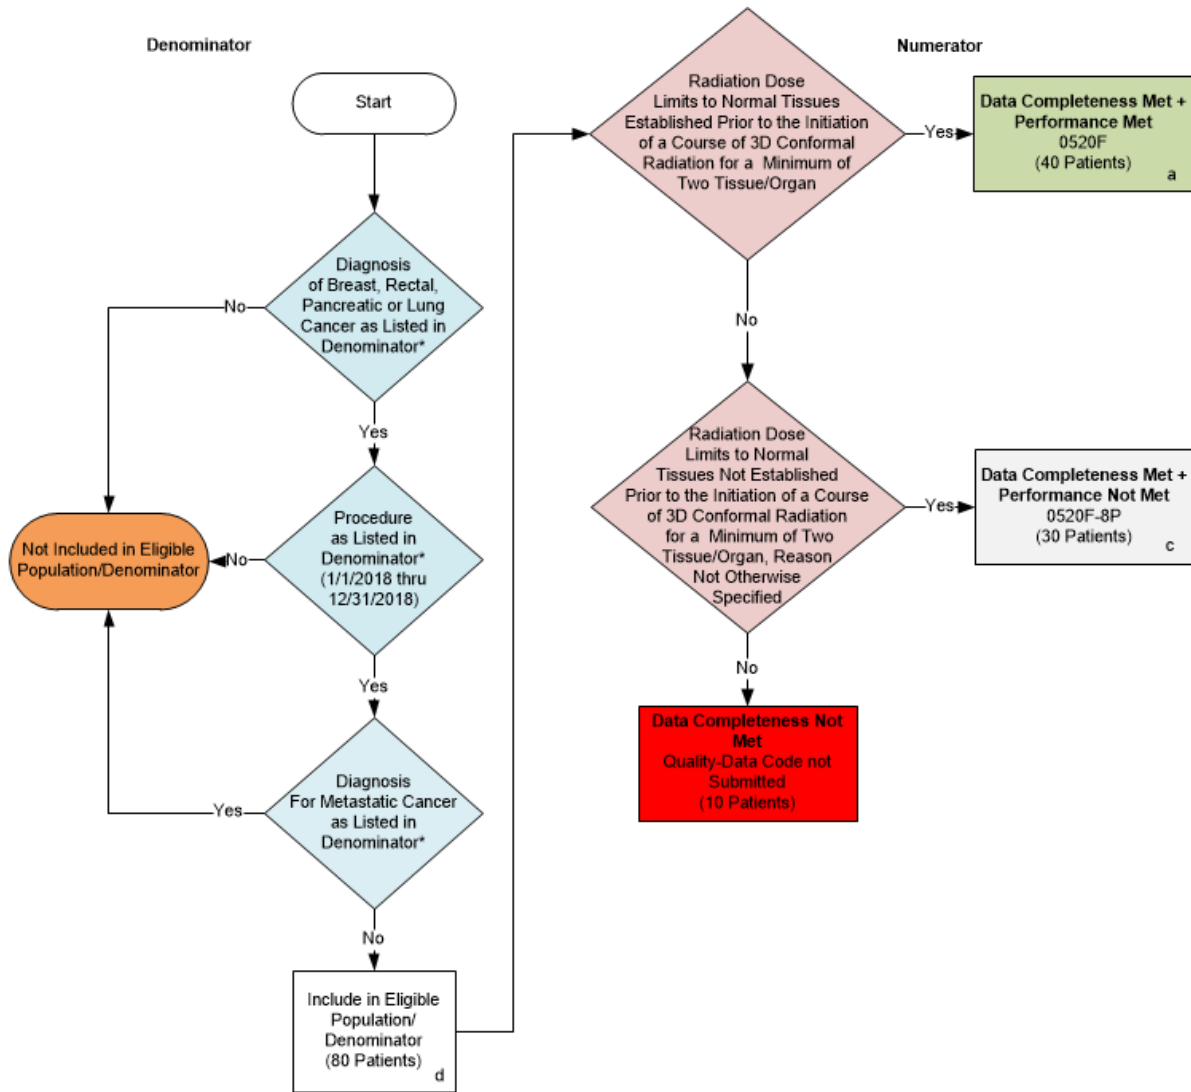 Denominator
Start
Diagnosis
of Breast, Rectal,
Pancreatic or Lung
Cancer as Listed in
Denominator*
No
Yes
Procedure
as Listed in
Denominator*
(1/1/2018 thru
12/31/2018)
No
Not Included in Eligible
Population/Denominator
Yes
Diagnosis
For Metastatic Cancer
as Listed in
Denominator*
Yes
No
Include in Eligible
Population/
Denominator
(80 Patients)
d
Numerator
Radiation Dose
Limits to Normal Tissues
Established Prior to the Initiation
of a Course of 3D Conformal
Radiation for a Minimum of
Two Tissue/Organ
Yes
Data Completeness Met +
Performance Met
0520F
(40 Patients)
a
No
Radiation Dose
Limits to Normal
Tissues Not Established
Prior to the Initiation of a Course
of 3D Conformal Radiation
for a Minimum of Two
Tissue/Organ, Reason
Not Otherwise
Specified
Yes
Data Completeness Met +
Performance Not Met
0520F-8P
(30 Patients)
c
No
Data Completeness Not
Met
Quality-Data Code not
Submitted
(10 Patients)